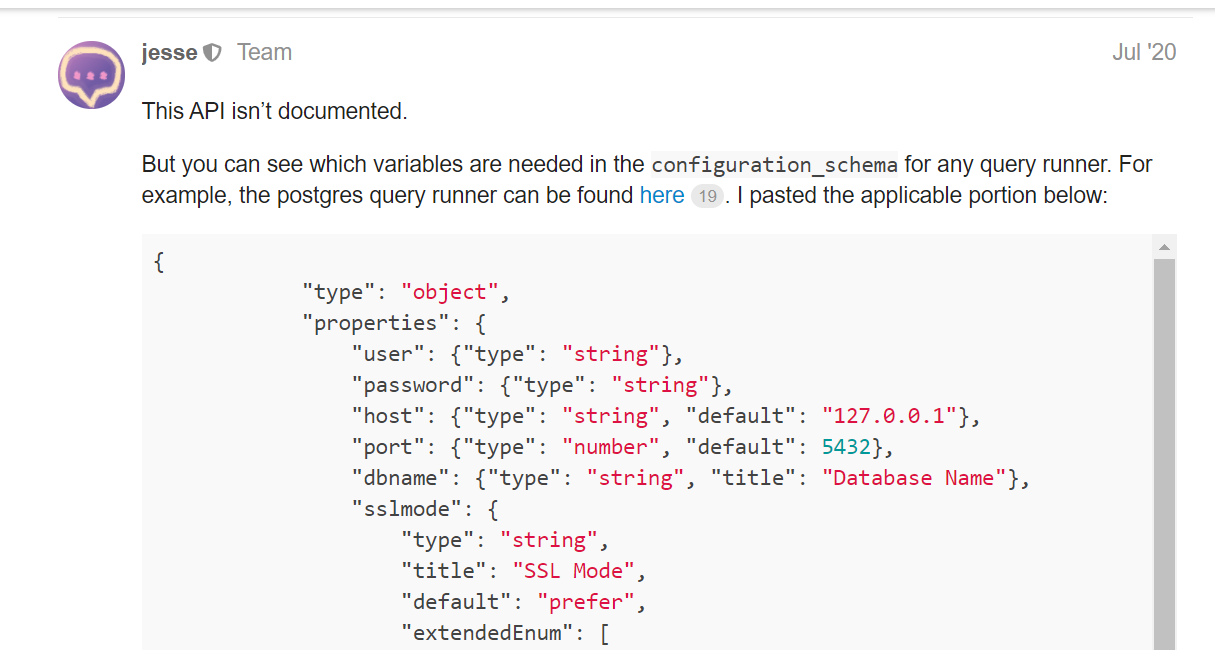 jesse Team Jul '20
This API isn’t documented.
But you can see which variables are needed in the configuration_schema for any query runner. For
example, the postgres query runner can be found here 19 . I pasted the applicable portion below:
{
            "type": "object",
            "properties": {
                "user": {"type": "string"},
                "password": {"type": "string"},
                "host": {"type": "string", "default": "127.0.0.1"},
                "port": {"type": "number", "default": 5432},
                "dbname": {"type": "string", "title": "Database Name"},
                "sslmode": {
                    "type": "string",
                    "title": "SSL Mode",
                    "default": "prefer",
                    "extendedEnum": [